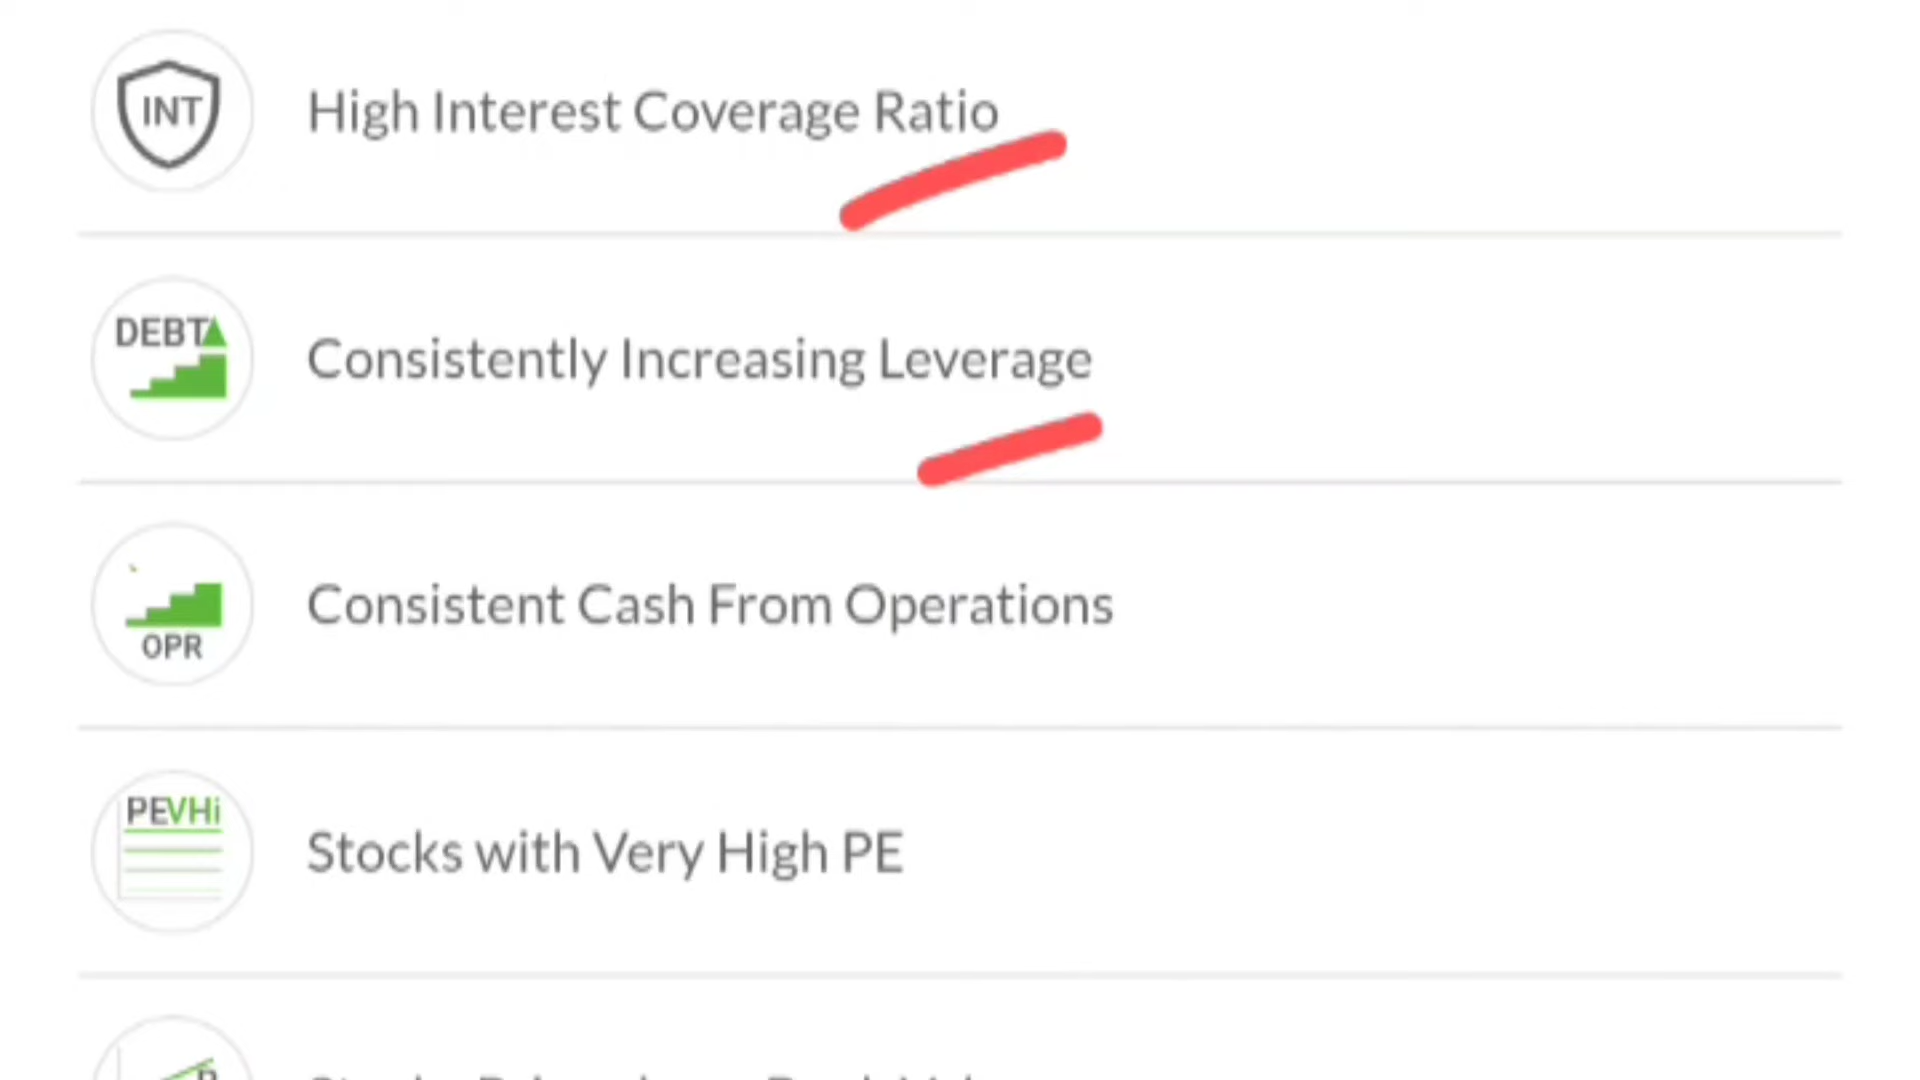 INT
High Interest Coverage Ratio
DEBT
Consistently Increasing Leverage
OPR
Consistent Cash From Operations
PEVHi
Stocks with Very High PE